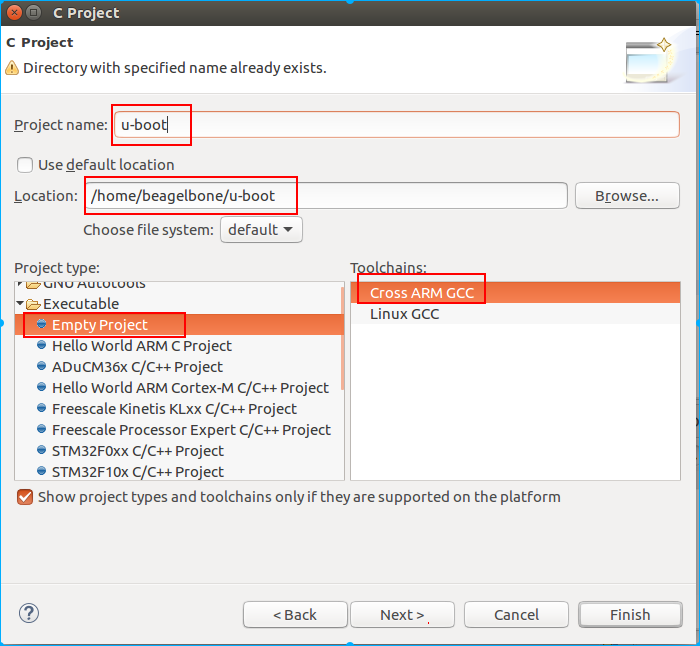 C Project
C Project
Directory with specified name already exists.
Project name: u-boot
Use default location
Location: /home/beagelbone/u-boot Browse...
Choose file system: default
Project type: Toolchains:
GNU Autotools
Executable
Empty Project
Hello World ARM C Project
ADuCM36x C/C++ Project
Hello World ARM Cortex-M C/C++ Project
Freescale Kinetis KLxx C/C++ Project
Freescale Processor Expert C/C++ Project
STM32F0xx C/C++ Project
STM32F10x C/C++ Project
Cross ARM GCC
Linux GCC
Show project types and toolchains only if they are supported on the platform
? < Back Next > Cancel Finish